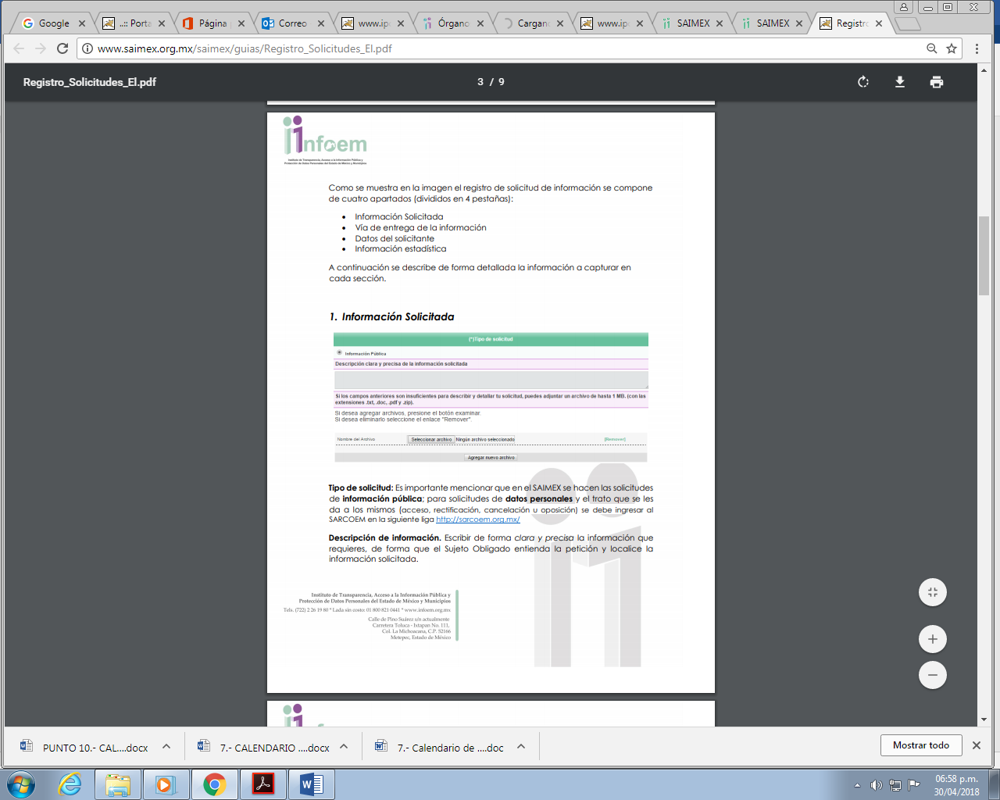 Google
..:: Porta
Página
Correo
www.ipo
Órgano
Cargand
www.ipo
SAIMEX
SAIMEX
Registro
www.saimex.org.mx/saimex/guias/Registro_Solicitudes_EI.pdf
Registro_Solicitudes_EI.pdf
3 / 9
infoem
Instituto de Transparencia, Acceso a la Información Pública y
Protección de Datos Personales del Estado de México y Municipios
Como se muestra en la imagen el registro de solicitud de información se compone
de cuatro apartados (divididos en 4 pestañas):
• Información Solicitada
• Vía de entrega de la información
• Datos del solicitante
• Información estadística
A continuación se describe de forma detallada la información a capturar en
cada sección.
1. Información Solicitada
(*)Tipo de solicitud
Información Pública
Descripción clara y precisa de la información solicitada
Si los campos anteriores son insuficientes para describir y detallar tu solicitud, puedes adjuntar un archivo de hasta 1 MB. (con las
extensiones .txt, .doc, .pdf y .zip).
Si desea agregar archivos, presione el botón examinar.
Si desea eliminarlo seleccione el enlace "Remover".
Nombre del Archivo
Seleccionar archivo Ningún archivo seleccionado
[Remover]
Agregar nuevo archivo
Tipo de solicitud: Es importante mencionar que en el SAIMEX se hacen las solicitudes
de información pública; para solicitudes de datos personales y el trato que se les
da a los mismos (acceso, rectificación, cancelación u oposición) se debe ingresar al
SARCOEM en la siguiente liga http://sarcoem.org.mx/
Descripción de información. Escribir de forma clara y precisa la información que
requieres, de forma que el Sujeto Obligado entienda la petición y localice la
información solicitada.
Instituto de Transparencia, Acceso a la Información Pública y
Protección de Datos Personales del Estado de México y Municipios
Tels. (722) 2 26 19 80 * Lada sin costo: 01 800 821 0441 * www.infoem.org.mx
Calle de Pino Suárez s/n actualmente
Carretera Toluca - Ixtapan No. 111,
Col. La Michoacana, C.P. 52166
Metepec, Estado de México
PUNTO 10.- CAL....docx
7.- CALENDARIO ....docx
7.- Calendario de ....doc
Mostrar todo
06:58 p.m.
30/04/2018